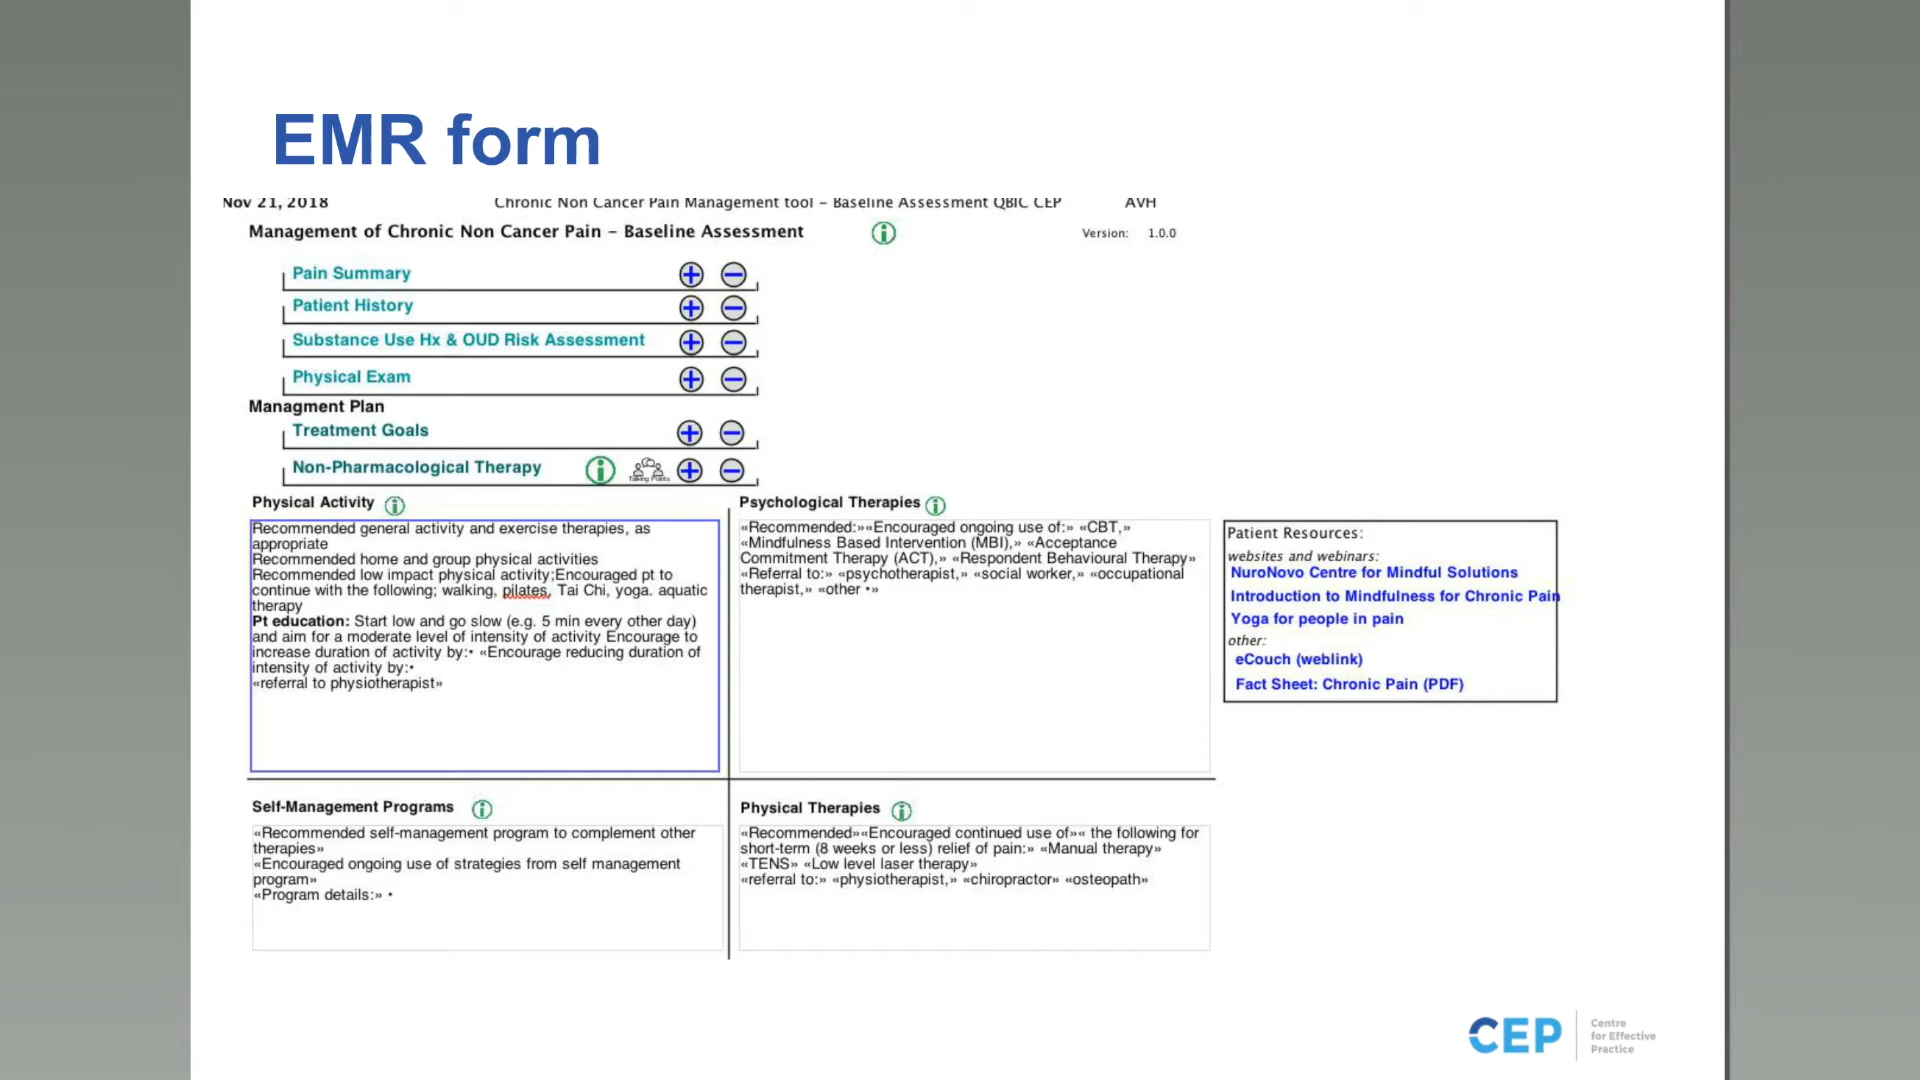 EMR form
Nov 21, 2018 Chronic Non Cancer Pain Management tool – Baseline Assessment QBIC CEP AVH
Management of Chronic Non Cancer Pain – Baseline Assessment Version: 1.0.0
Pain Summary
Patient History
Substance Use Hx & OUD Risk Assessment
Physical Exam
Managment Plan
Treatment Goals
Non-Pharmacological Therapy
Talking Points
Physical Activity
Recommended general activity and exercise therapies, as
appropriate
Recommended home and group physical activities
Recommended low impact physical activity;Encouraged pt to
continue with the following; walking, pilates, Tai Chi, yoga. aquatic
therapy
Pt education: Start low and go slow (e.g. 5 min every other day)
and aim for a moderate level of intensity of activity Encourage to
increase duration of activity by:• «Encourage reducing duration of
intensity of activity by:•
«referral to physiotherapist»
Psychological Therapies
«Recommended:»«Encouraged ongoing use of:» «CBT,»
«Mindfulness Based Intervention (MBI),» «Acceptance
Commitment Therapy (ACT),» «Respondent Behavioural Therapy»
«Referral to:» «psychotherapist,» «social worker,» «occupational
therapist,» «other •»
Patient Resources:
websites and webinars:
NuroNovo Centre for Mindful Solutions
Introduction to Mindfulness for Chronic Pain
Yoga for people in pain
other:
eCouch (weblink)
Fact Sheet: Chronic Pain (PDF)
Self-Management Programs
«Recommended self-management program to complement other
therapies»
«Encouraged ongoing use of strategies from self management
program»
«Program details:» •
Physical Therapies
«Recommended»«Encouraged continued use of»« the following for
short-term (8 weeks or less) relief of pain:» «Manual therapy»
«TENS» «Low level laser therapy»
«referral to:» «physiotherapist,» «chiropractor» «osteopath»
CEP
Centre
for Effective
Practice